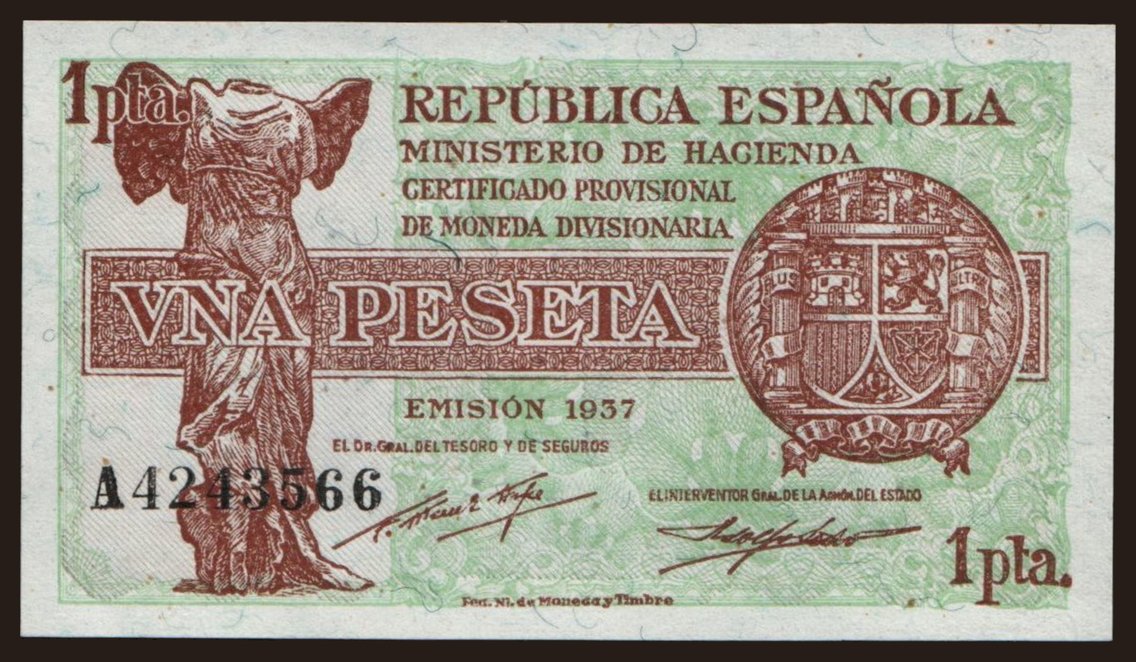 1pta.
REPÚBLICA ESPAÑOLA
MINISTERIO DE HACIENDA
CERTIFICADO PROVISIONAL
DE MONEDA DIVISIONARIA
VNA PESETA
EMISIÓN 1937
EL DR. GRAL. DEL TESORO Y DE SEGUROS
A4243566
EL INTERVENTOR GRAL. DE LA ADMÓN. DEL ESTADO
1pta.
Fca. Nl. de Moneda y Timbre